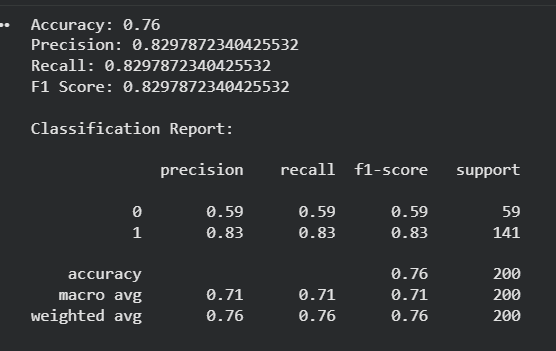 Accuracy: 0.76
Precision: 0.8297872340425532
Recall: 0.8297872340425532
F1 Score: 0.8297872340425532
Classification Report:
precision recall f1-score support
0 0.59 0.59 0.59 59
1 0.83 0.83 0.83 141
accuracy 0.76 200
macro avg 0.71 0.71 0.71 200
weighted avg 0.76 0.76 0.76 200